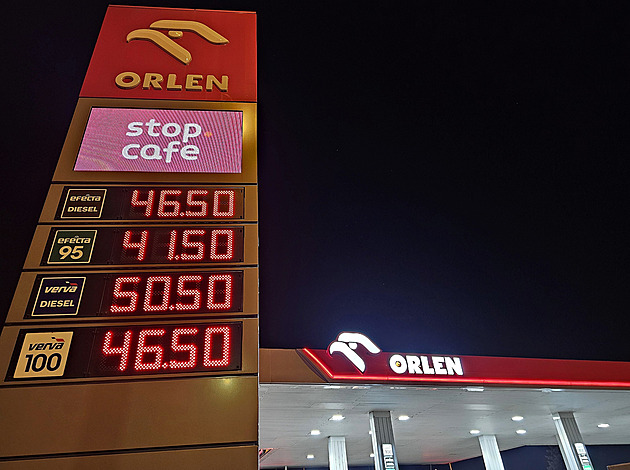 ORLEN
stop
cafe
efecta
DIESEL
46.50
efecta
95
41.50
verva
DIESEL
50.50
verva
100
46.50
ORLEN